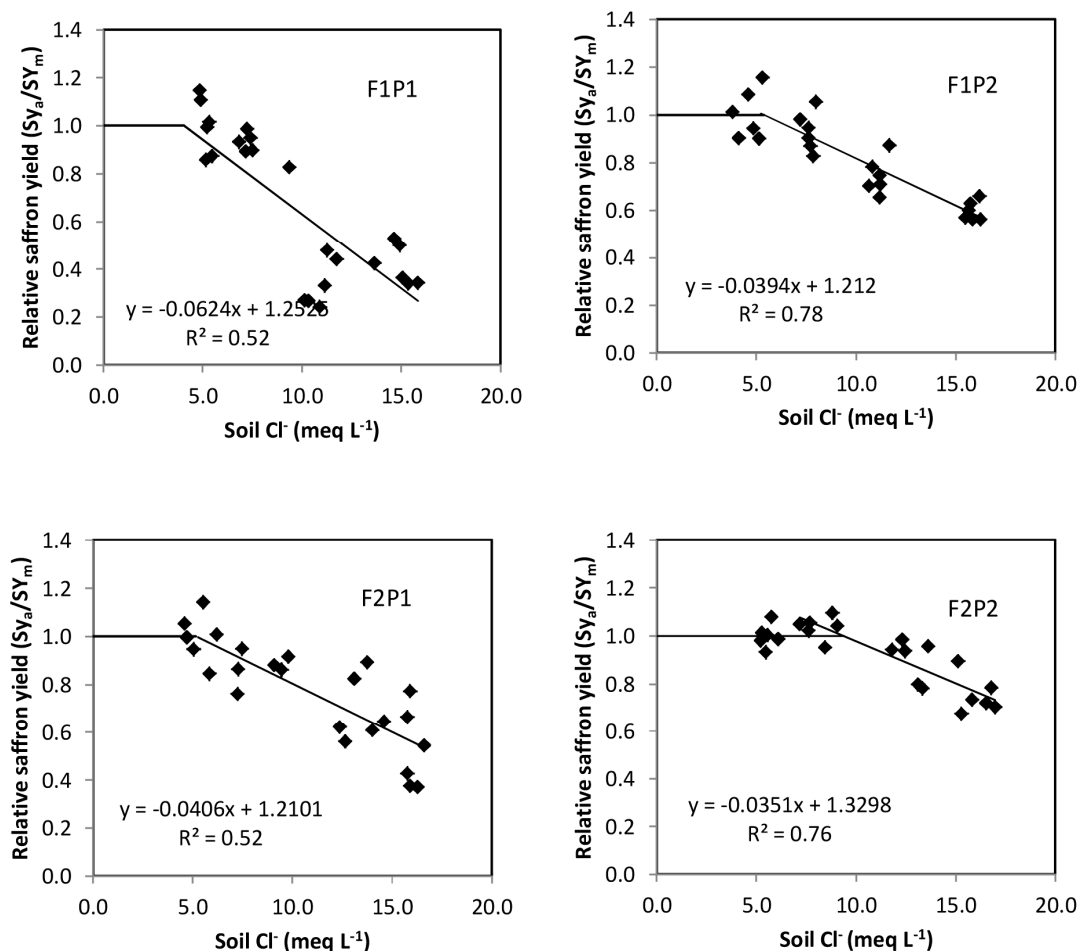 1.4
1.2
1.0
0.8
0.6
0.4
0.2
0.0
Relative saffron yield (Sya/SYm)
F1P1
y = -0.0624x + 1.2525
R² = 0.52
0.0 5.0 10.0 15.0 20.0
Soil Cl⁻ (meq L⁻¹)
1.4
1.2
1.0
0.8
0.6
0.4
0.2
0.0
Relative saffron yield (Sya/SYm)
F1P2
y = -0.0394x + 1.212
R² = 0.78
0.0 5.0 10.0 15.0 20.0
Soil Cl⁻ (meq L⁻¹)
1.4
1.2
1.0
0.8
0.6
0.4
0.2
0.0
Relative saffron yield (Sya/SYm)
F2P1
y = -0.0406x + 1.2101
R² = 0.52
0.0 5.0 10.0 15.0 20.0
Soil Cl⁻ (meq L⁻¹)
1.4
1.2
1.0
0.8
0.6
0.4
0.2
0.0
Relative saffron yield (Sya/SYm)
F2P2
y = -0.0351x + 1.3298
R² = 0.76
0.0 5.0 10.0 15.0 20.0
Soil Cl⁻ (meq L⁻¹)